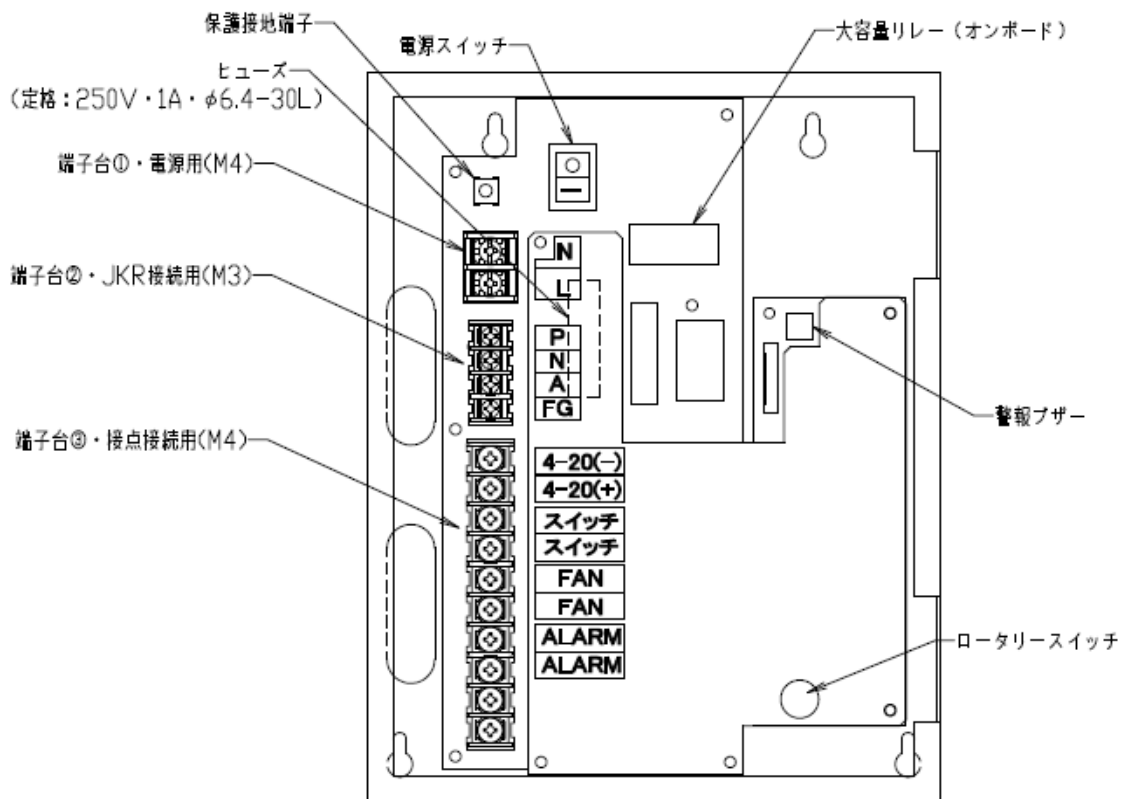 保護接地端子
電源スイッチ
大容量リレー(オンボード)
ヒューズ
(定格:250V・1A・φ6.4-30L)
端子台①・電源用(M4)
端子台②・JKR接続用(M3)
端子台③・接点接続用(M4)
N
L
P
N
A
FG
4-20(-)
4-20(+)
スイッチ
スイッチ
FAN
FAN
ALARM
ALARM
警報ブザー
ロータリースイッチ